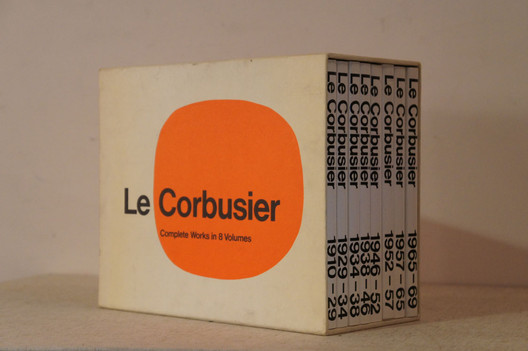 Le Corbusier
Complete Works in 8 Volumes
Le Corbusier 1910–29
Le Corbusier 1929–34
Le Corbusier 1934–38
Le Corbusier 1938–46
Le Corbusier 1946–52
Le Corbusier 1952–57
Le Corbusier 1957–65
Le Corbusier 1965–69